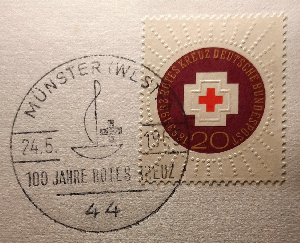 MÜNSTER (WEST
24.5.
100 JAHRE ROTES KREUZ
44
ROTES KREUZ DEUTSCHE BUNDESPOST
20